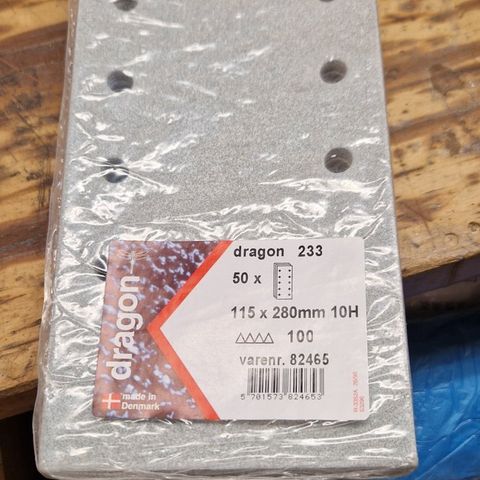 dragon 233
50 x
115 x 280mm 10H
100
varenr. 82465
5 701573 824653
dragon
made in
Denmark